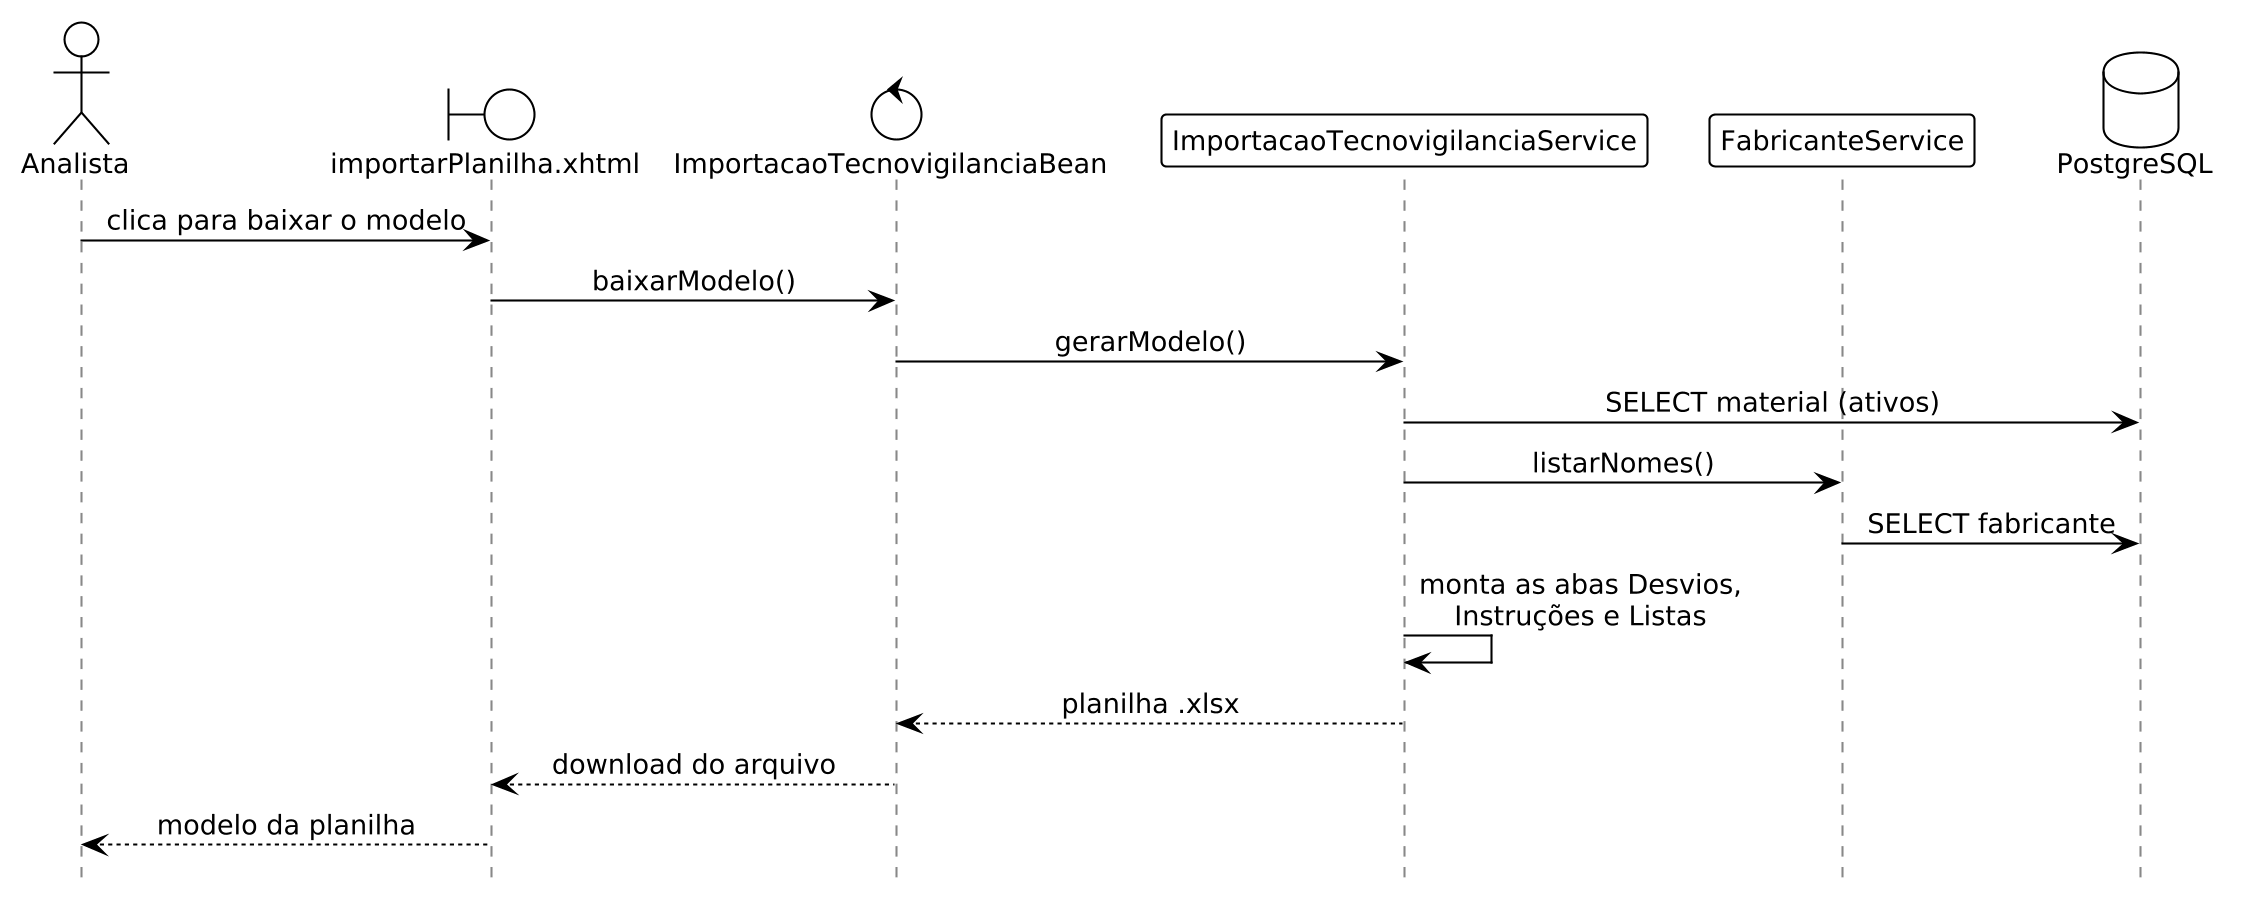 Analista
importarPlanilha.xhtml
ImportacaoTecnovigilanciaBean
ImportacaoTecnovigilanciaService
FabricanteService
PostgreSQL
clica para baixar o modelo
baixarModelo()
gerarModelo()
SELECT material (ativos)
listarNomes()
SELECT fabricante
monta as abas Desvios,
Instruções e Listas
planilha .xlsx
download do arquivo
modelo da planilha